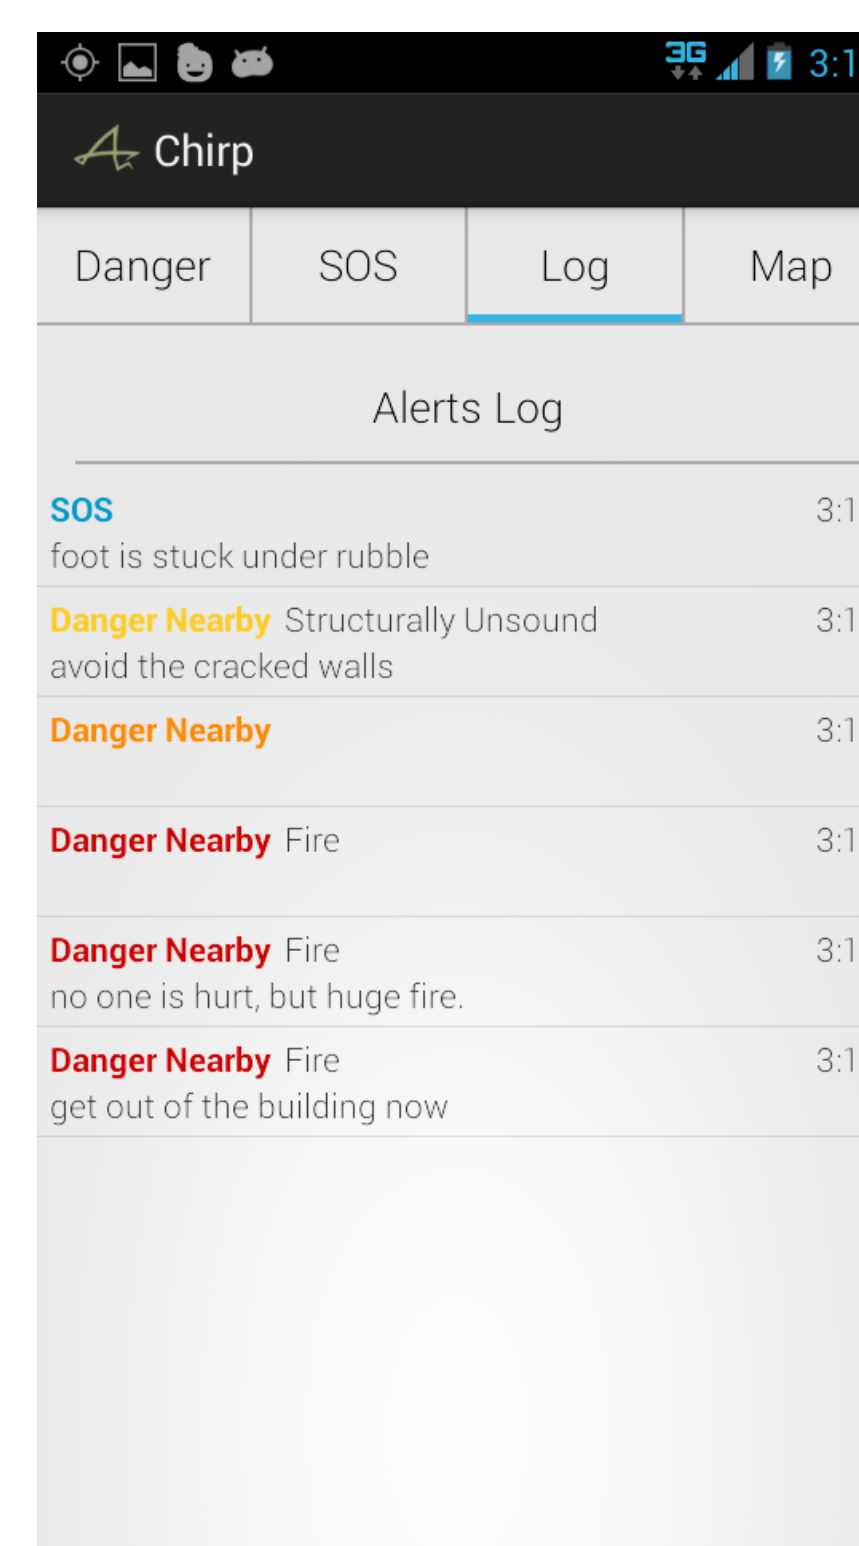 3G 3:1
Chirp
Danger SOS Log Map
Alerts Log
SOS 3:1
foot is stuck under rubble
Danger Nearby Structurally Unsound 3:1
avoid the cracked walls
Danger Nearby 3:1
Danger Nearby Fire 3:1
Danger Nearby Fire 3:1
no one is hurt, but huge fire.
Danger Nearby Fire 3:1
get out of the building now